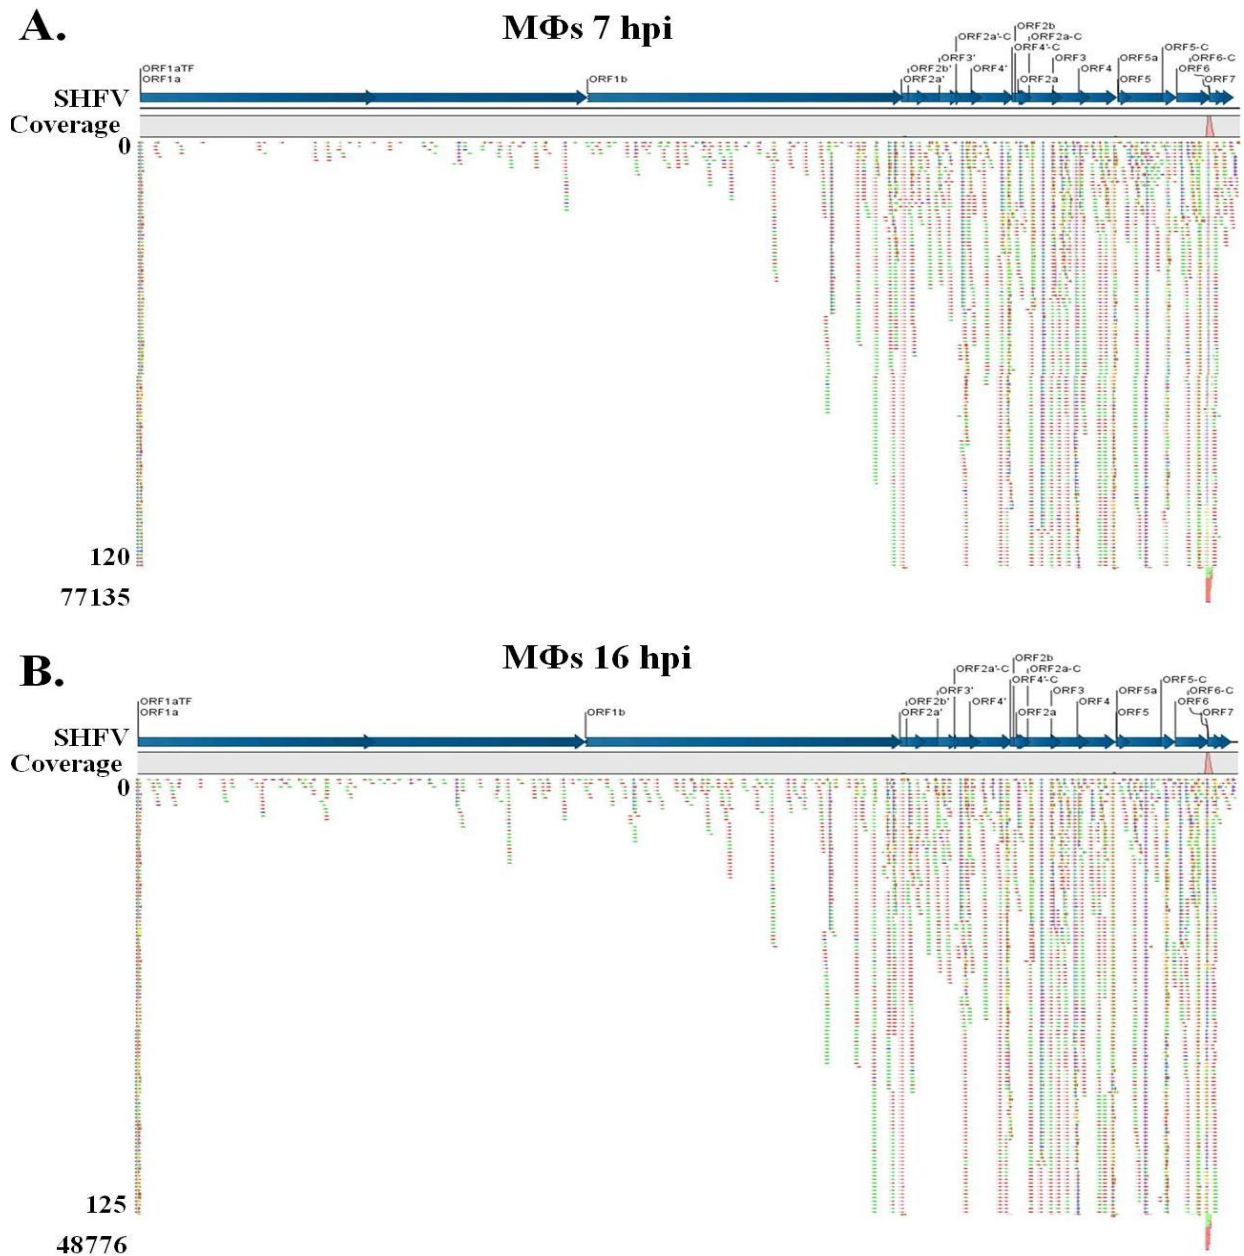 A.
MΦs 7 hpi
ORF2b
ORF2a'-C ORF2a-C
ORF4'-C ORF5-C
ORF3' ORF3 ORF5a ORF6-C
ORF1aTF ORF2b' ORF4' ORF4 ORF6
ORF1a ORF1b ORF2a' ORF2a ORF5 ORF7
SHFV
Coverage
0
120
77135
B.
MΦs 16 hpi
ORF2b
ORF2a'-C ORF2a-C
ORF4'-C ORF5-C
ORF3' ORF3 ORF5a ORF6-C
ORF1aTF ORF2b' ORF4' ORF4 ORF6
ORF1a ORF1b ORF2a' ORF2a ORF5 ORF7
SHFV
Coverage
0
125
48776